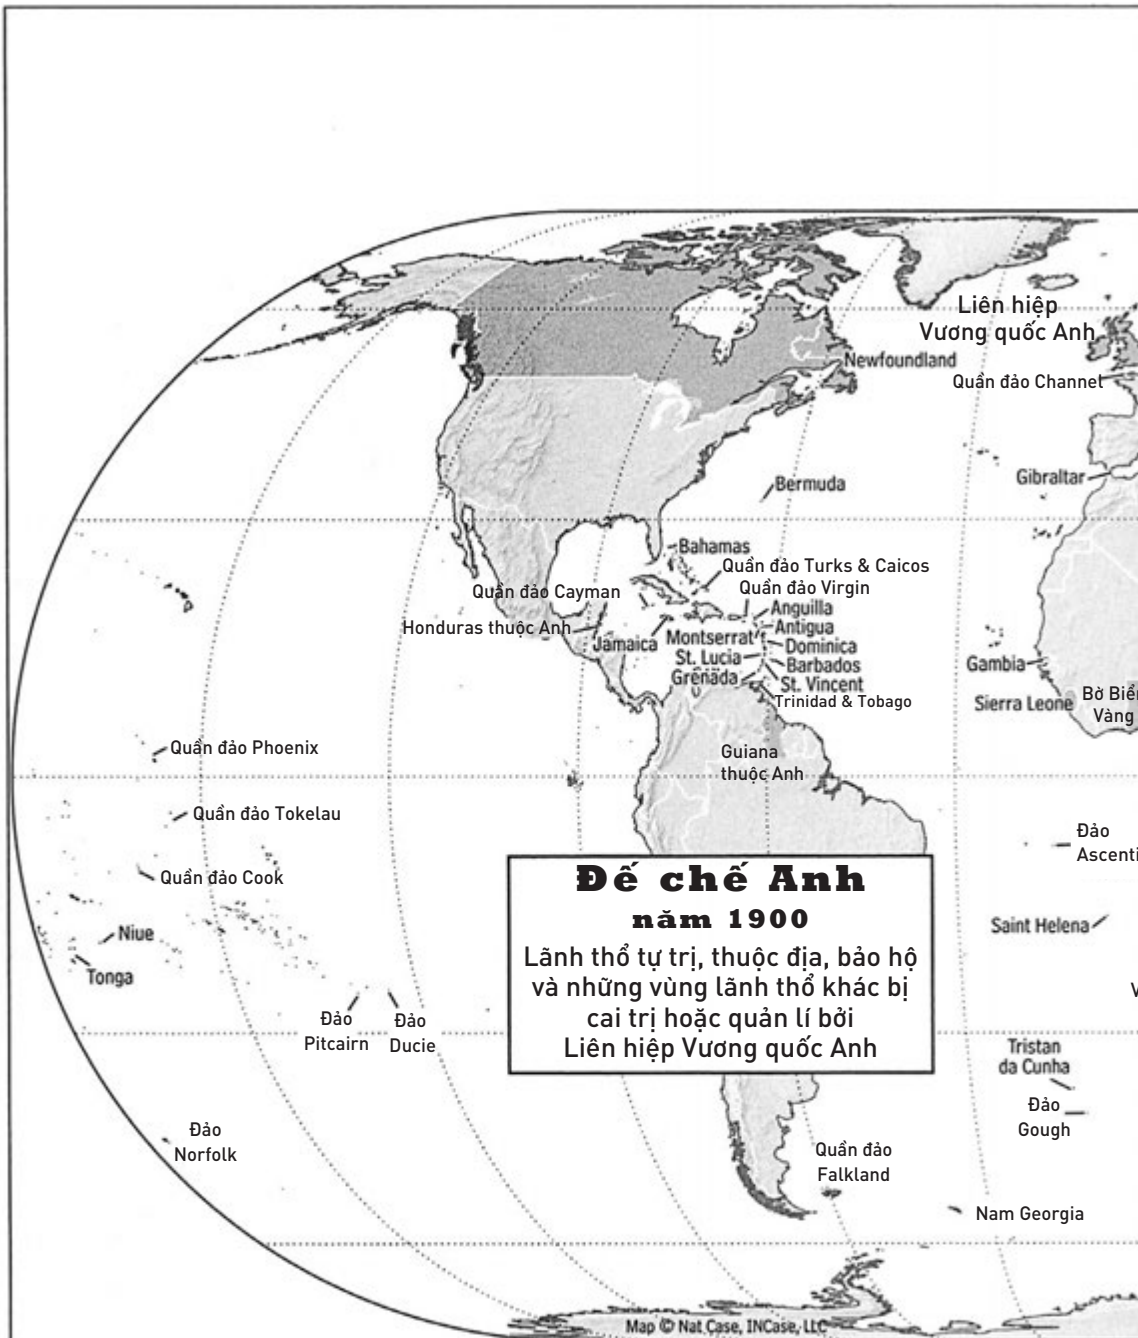 Liên hiệp
Vương quốc Anh
Newfoundland
Quần đảo Channel
Gibraltar
Bermuda
Bahamas
Quần đảo Turks & Caicos
Quần đảo Cayman
Quần đảo Virgin
Anguilla
Honduras thuộc Anh
Antigua
Jamaica
Montserrat
Dominica
St. Lucia
Barbados
Grenada
St. Vincent
Trinidad & Tobago
Gambia
Sierra Leone
Bờ Biển
Vàng
Quần đảo Phoenix
Guiana
thuộc Anh
Quần đảo Tokelau
Đảo
Ascenti
Quần đảo Cook
Đế chế Anh
năm 1900
Lãnh thổ tự trị, thuộc địa, bảo hộ
và những vùng lãnh thổ khác bị
cai trị hoặc quản lí bởi
Liên hiệp Vương quốc Anh
Saint Helena
Niue
Tonga
V
Đảo
Pitcairn
Đảo
Ducie
Tristan
da Cunha
Đảo
Gough
Đảo
Norfolk
Quần đảo
Falkland
Nam Georgia
Map © Nat Case, INCase, LLC